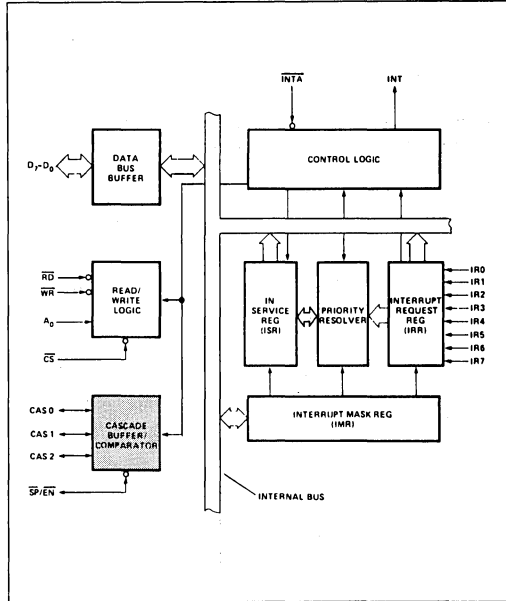 INTA INT
DATA
BUS
BUFFER
D7-D0
CONTROL LOGIC
RD
WR
A0
CS
READ/
WRITE
LOGIC
IN
SERVICE
REG
(ISR)
PRIORITY
RESOLVER
INTERRUPT
REQUEST
REG
(IRR)
IR0
IR1
IR2
IR3
IR4
IR5
IR6
IR7
CAS 0
CAS 1
CAS 2
CASCADE
BUFFER/
COMPARATOR
SP/EN
INTERRUPT MASK REG
(IMR)
INTERNAL BUS